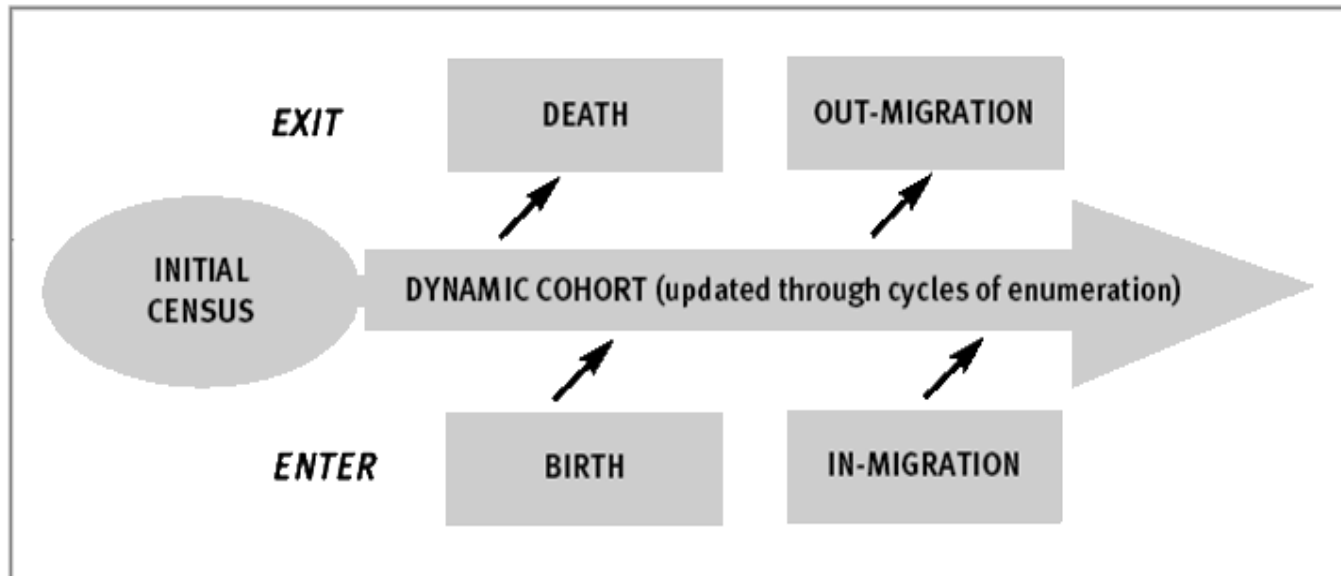 EXIT
DEATH
OUT-MIGRATION
INITIAL
CENSUS
DYNAMIC COHORT (updated through cycles of enumeration)
ENTER
BIRTH
IN-MIGRATION